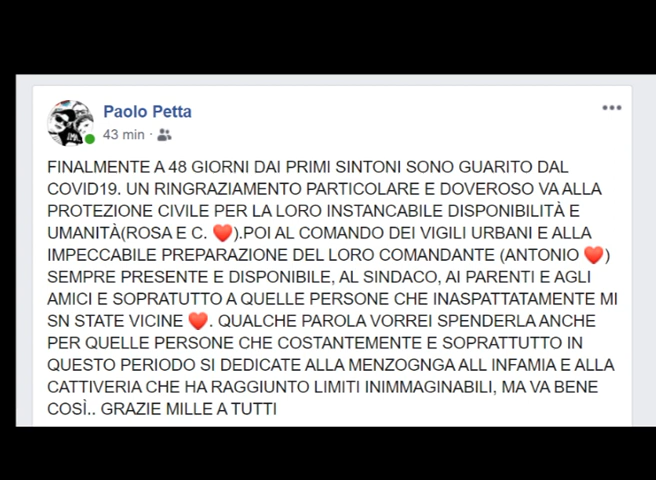 Paolo Petta
43 min ·
FINALMENTE A 48 GIORNI DAI PRIMI SINTONI SONO GUARITO DAL
COVID19. UN RINGRAZIAMENTO PARTICOLARE E DOVEROSO VA ALLA
PROTEZIONE CIVILE PER LA LORO INSTANCABILE DISPONIBILITÀ E
UMANITÀ(ROSA E C. ❤️).POI AL COMANDO DEI VIGILI URBANI E ALLA
IMPECCABILE PREPARAZIONE DEL LORO COMANDANTE (ANTONIO ❤️)
SEMPRE PRESENTE E DISPONIBILE, AL SINDACO, AI PARENTI E AGLI
AMICI E SOPRATUTTO A QUELLE PERSONE CHE INASPATTATAMENTE MI
SN STATE VICINE ❤️. QUALCHE PAROLA VORREI SPENDERLA ANCHE
PER QUELLE PERSONE CHE COSTANTEMENTE E SOPRATTUTTO IN
QUESTO PERIODO SI DEDICATE ALLA MENZOGNGA ALL INFAMIA E ALLA
CATTIVERIA CHE HA RAGGIUNTO LIMITI INIMMAGINABILI, MA VA BENE
COSÌ.. GRAZIE MILLE A TUTTI